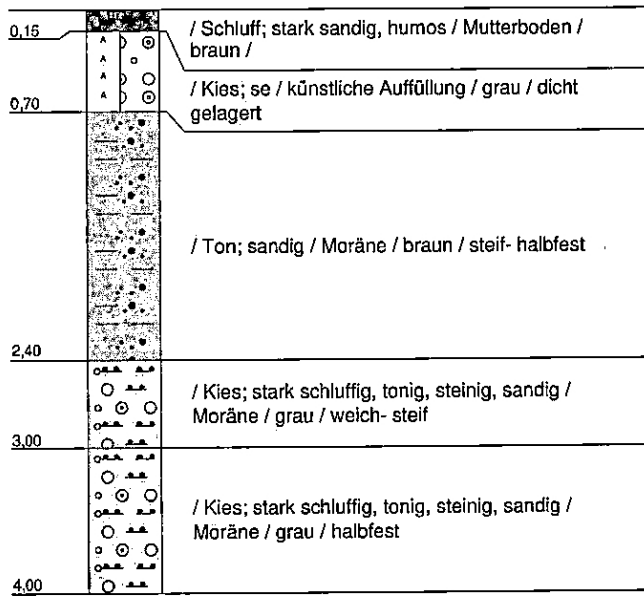 0,15
/ Schluff; stark sandig, humos / Mutterboden /
braun /
A
A
A
A
/ Kies; se / künstliche Auffüllung / grau / dicht
gelagert
0,70
/ Ton; sandig / Moräne / braun / steif- halbfest
2,40
/ Kies; stark schluffig, tonig, steinig, sandig /
Moräne / grau / weich- steif
3,00
/ Kies; stark schluffig, tonig, steinig, sandig /
Moräne / grau / halbfest
4,00